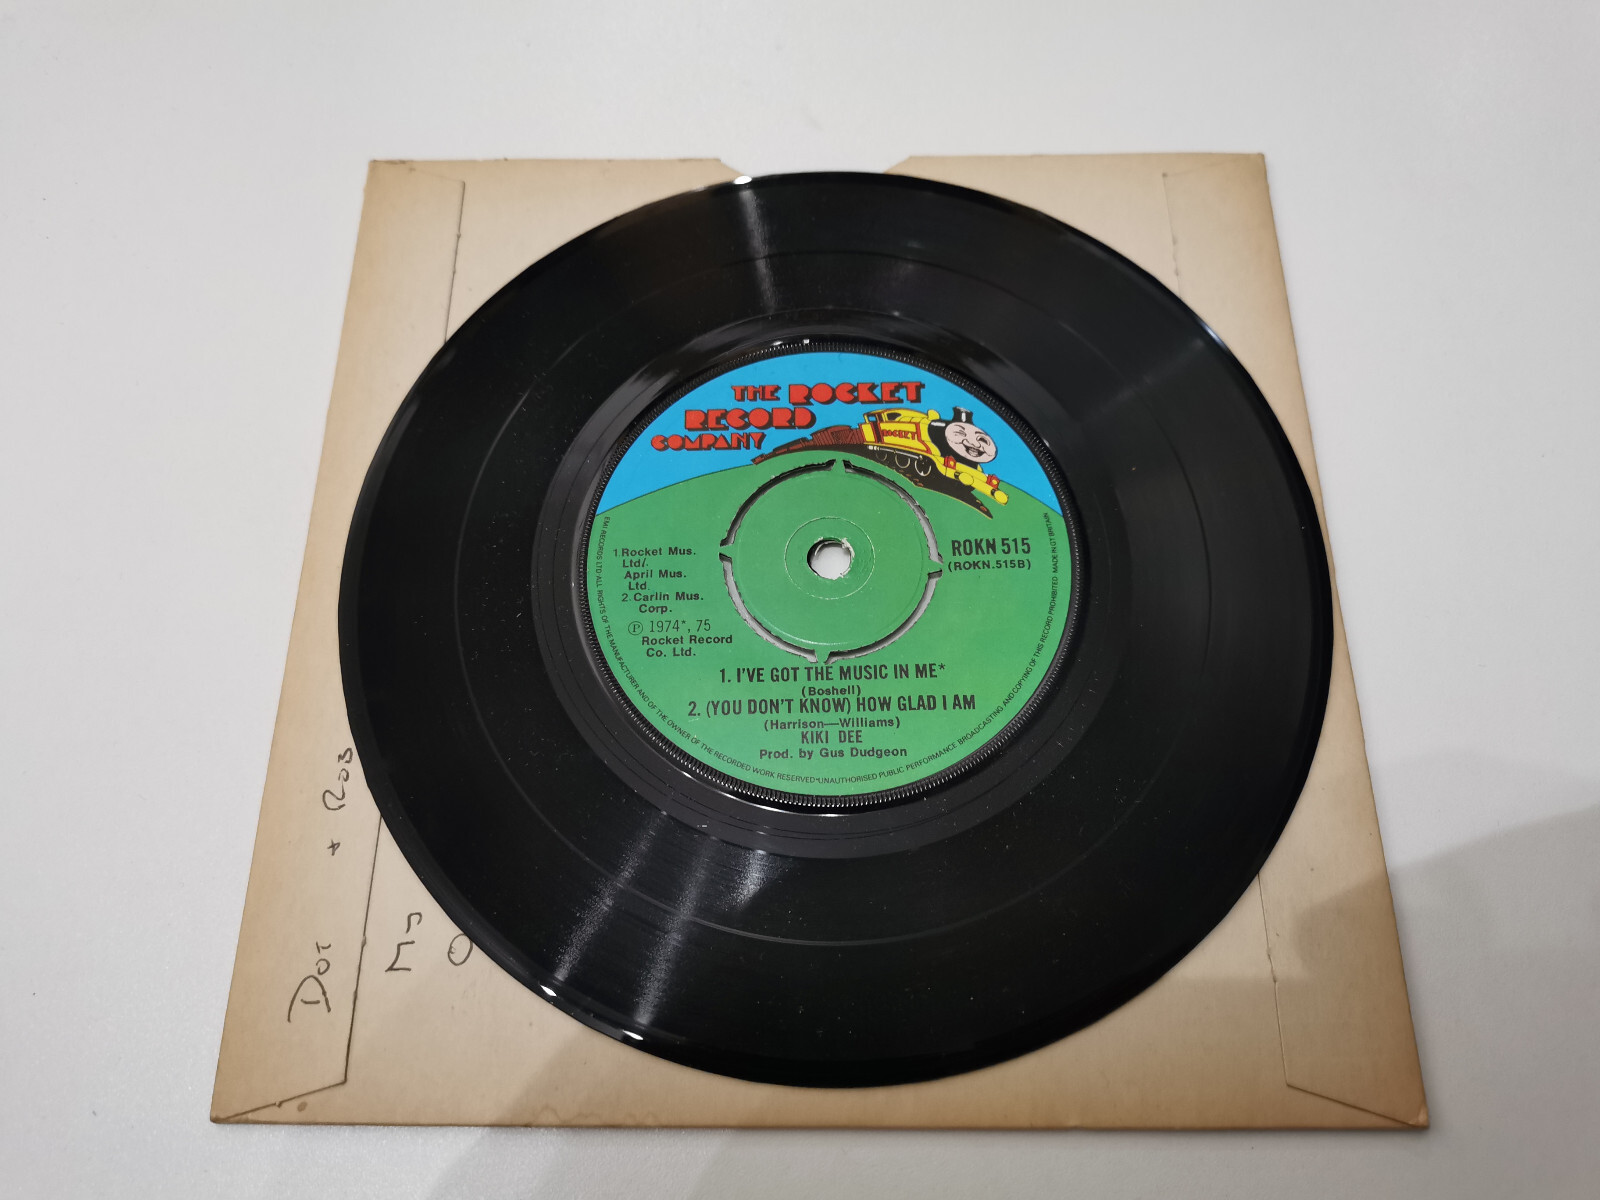 THE ROCKET
RECORD
COMPANY
ROCKET
ROKN 515
(ROKN.515B)
1.Rocket Mus.
Ltd/.
April Mus.
Ltd.
2.Carlin Mus.
Corp.
℗ 1974*, 75
Rocket Record
Co. Ltd.
1. I'VE GOT THE MUSIC IN ME*
(Boshell)
2. (YOU DON'T KNOW) HOW GLAD I AM
(Harrison—Williams)
KIKI DEE
Prod. by Gus Dudgeon
EMI RECORDS LTD ALL RIGHTS OF THE MANUFACTURER AND OF THE OWNER OF THE RECORDED WORK RESERVED*UNAUTHORISED PUBLIC PERFORMANCE BROADCASTING AND COPYING OF THIS RECORD PROHIBITED MADE IN GT BRITAIN
DOT + ROB